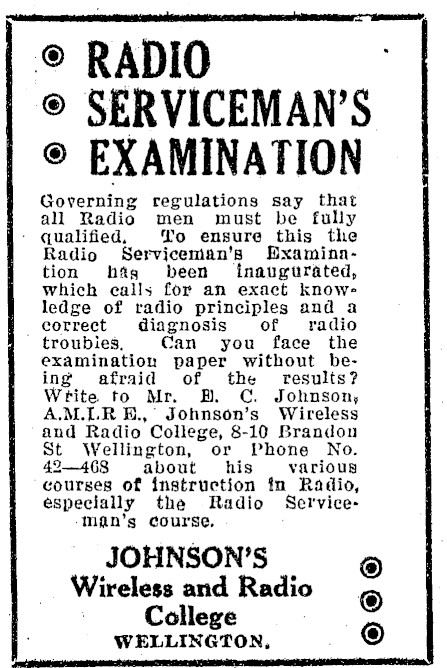 RADIO
SERVICEMAN'S
EXAMINATION
Governing regulations say that
all Radio men must be fully
qualified. To ensure this the
Radio Serviceman's Examina-
tion has been inaugurated,
which calls for an exact know-
ledge of radio principles and a
correct diagnosis of radio
troubles. Can you face the
examination paper without be-
ing afraid of the results?
Write to Mr. E. C. Johnson,
A.M.I.R E., Johnson's Wireless
and Radio College, 8-10 Brandon
St Wellington, or Phone No.
42—468 about his various
courses of instruction in Radio,
especially the Radio Service-
man's course.
JOHNSON'S
Wireless and Radio
College
WELLINGTON.